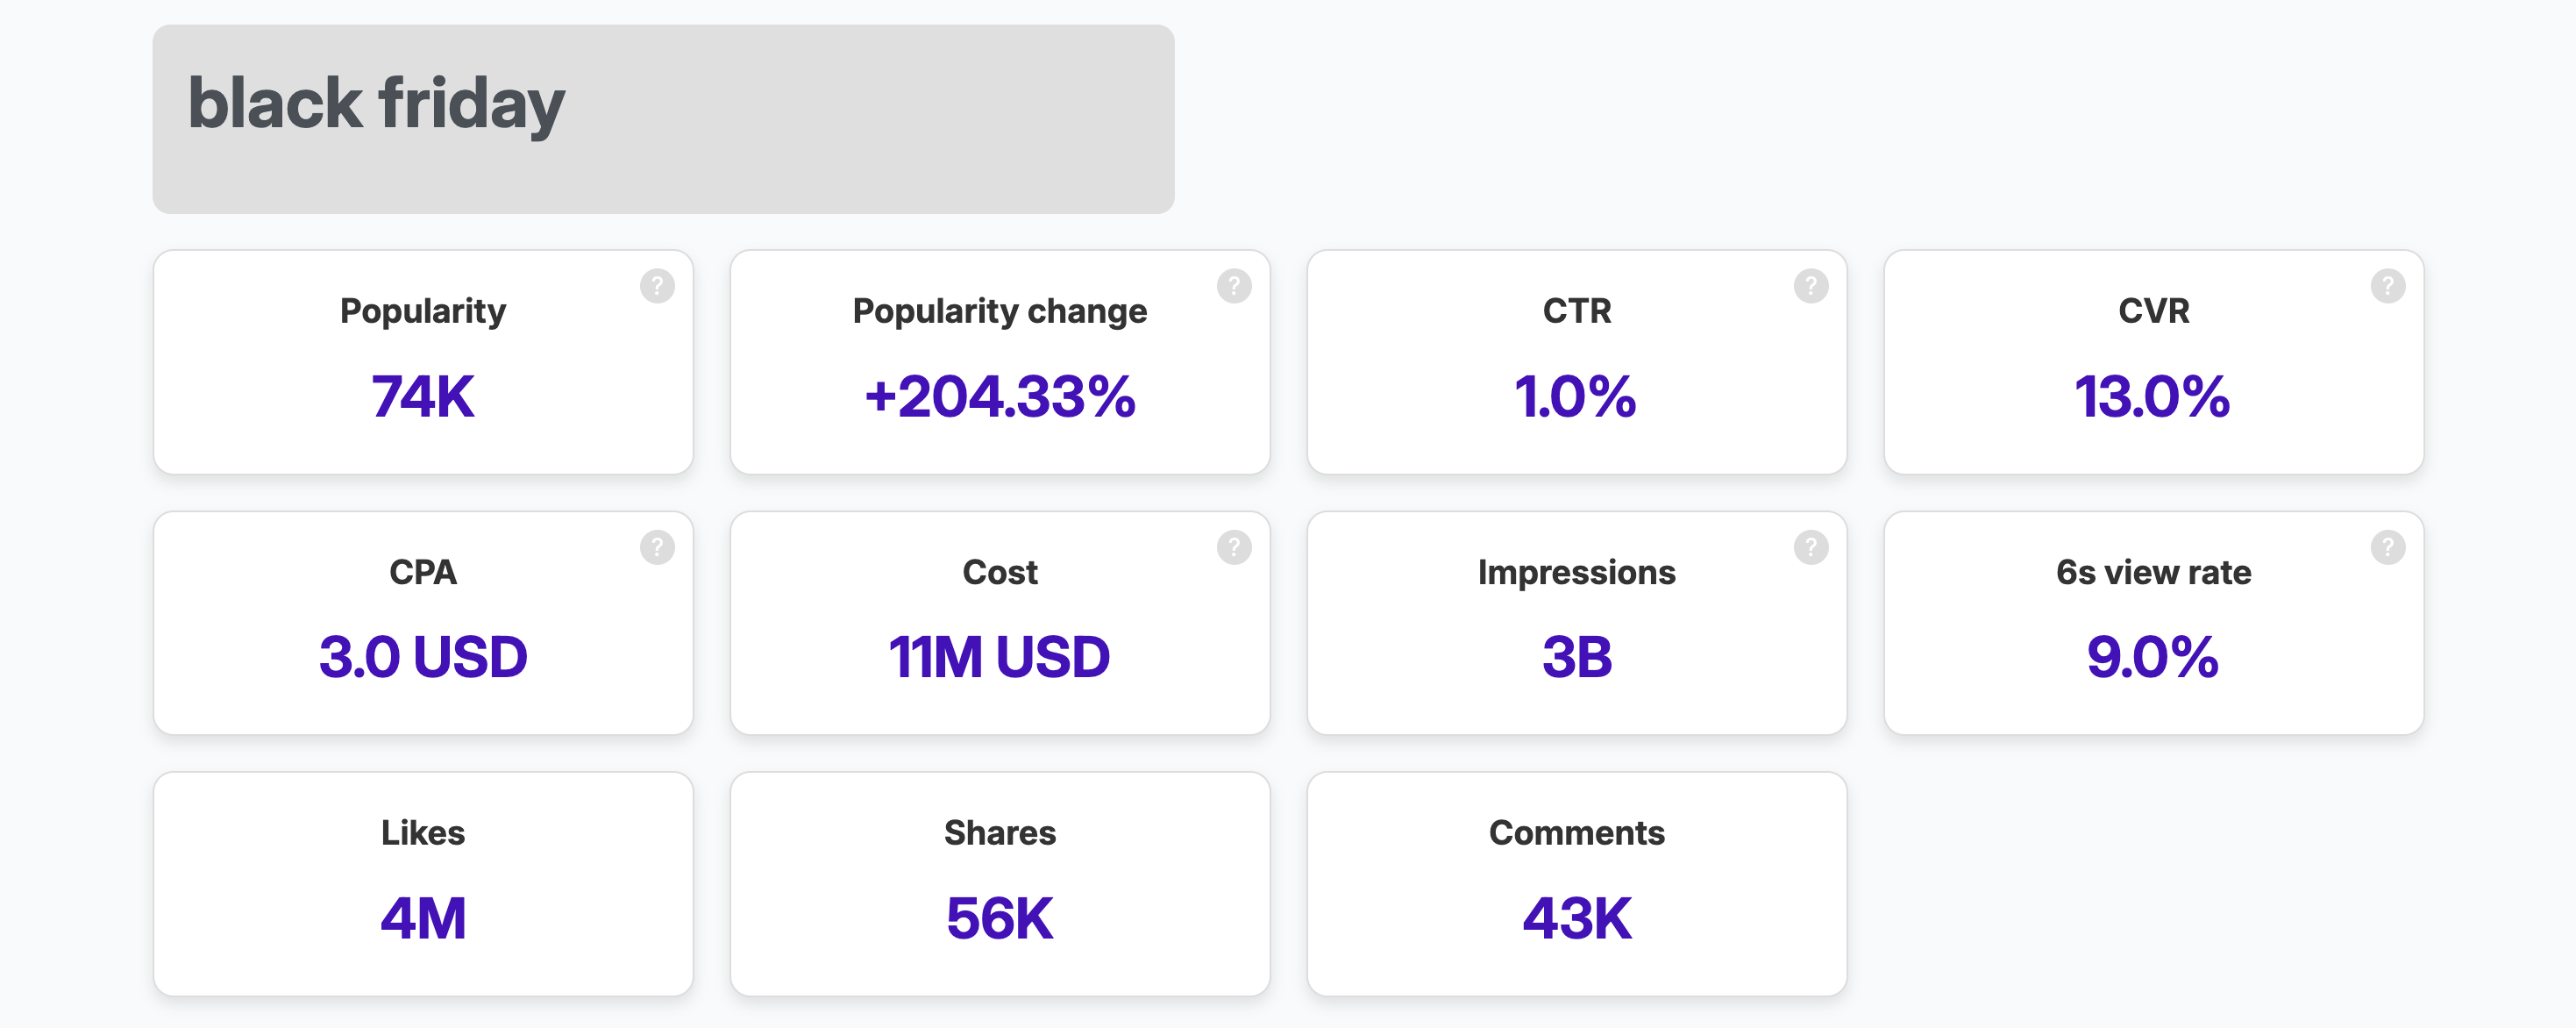 black friday
?
Popularity
74K
?
Popularity change
+204.33%
?
CTR
1.0%
?
CVR
13.0%
?
CPA
3.0 USD
?
Cost
11M USD
?
Impressions
3B
?
6s view rate
9.0%
Likes
4M
Shares
56K
Comments
43K